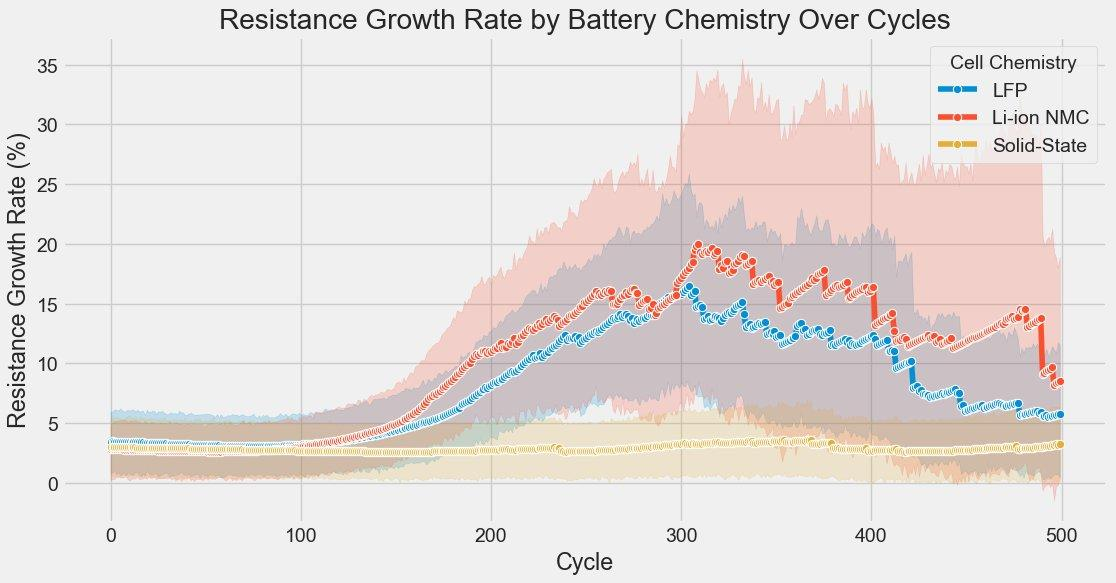 Resistance Growth Rate by Battery Chemistry Over Cycles
Cell Chemistry
LFP
Li-ion NMC
Solid-State
Resistance Growth Rate (%)
35
30
25
20
15
10
5
0
0 100 200 300 400 500
Cycle